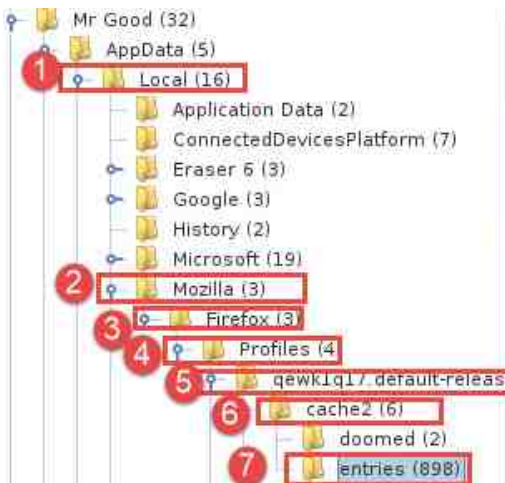 Mr Good (32)
AppData (5)
1 Local (16)
Application Data (2)
ConnectedDevicesPlatform (7)
Eraser 6 (3)
Google (3)
History (2)
Microsoft (19)
2 Mozilla (3)
3 Firefox (3)
4 Profiles (4
5 qewk1q17.default-releas
6 cache2 (6)
doomed (2)
7 entries (898)